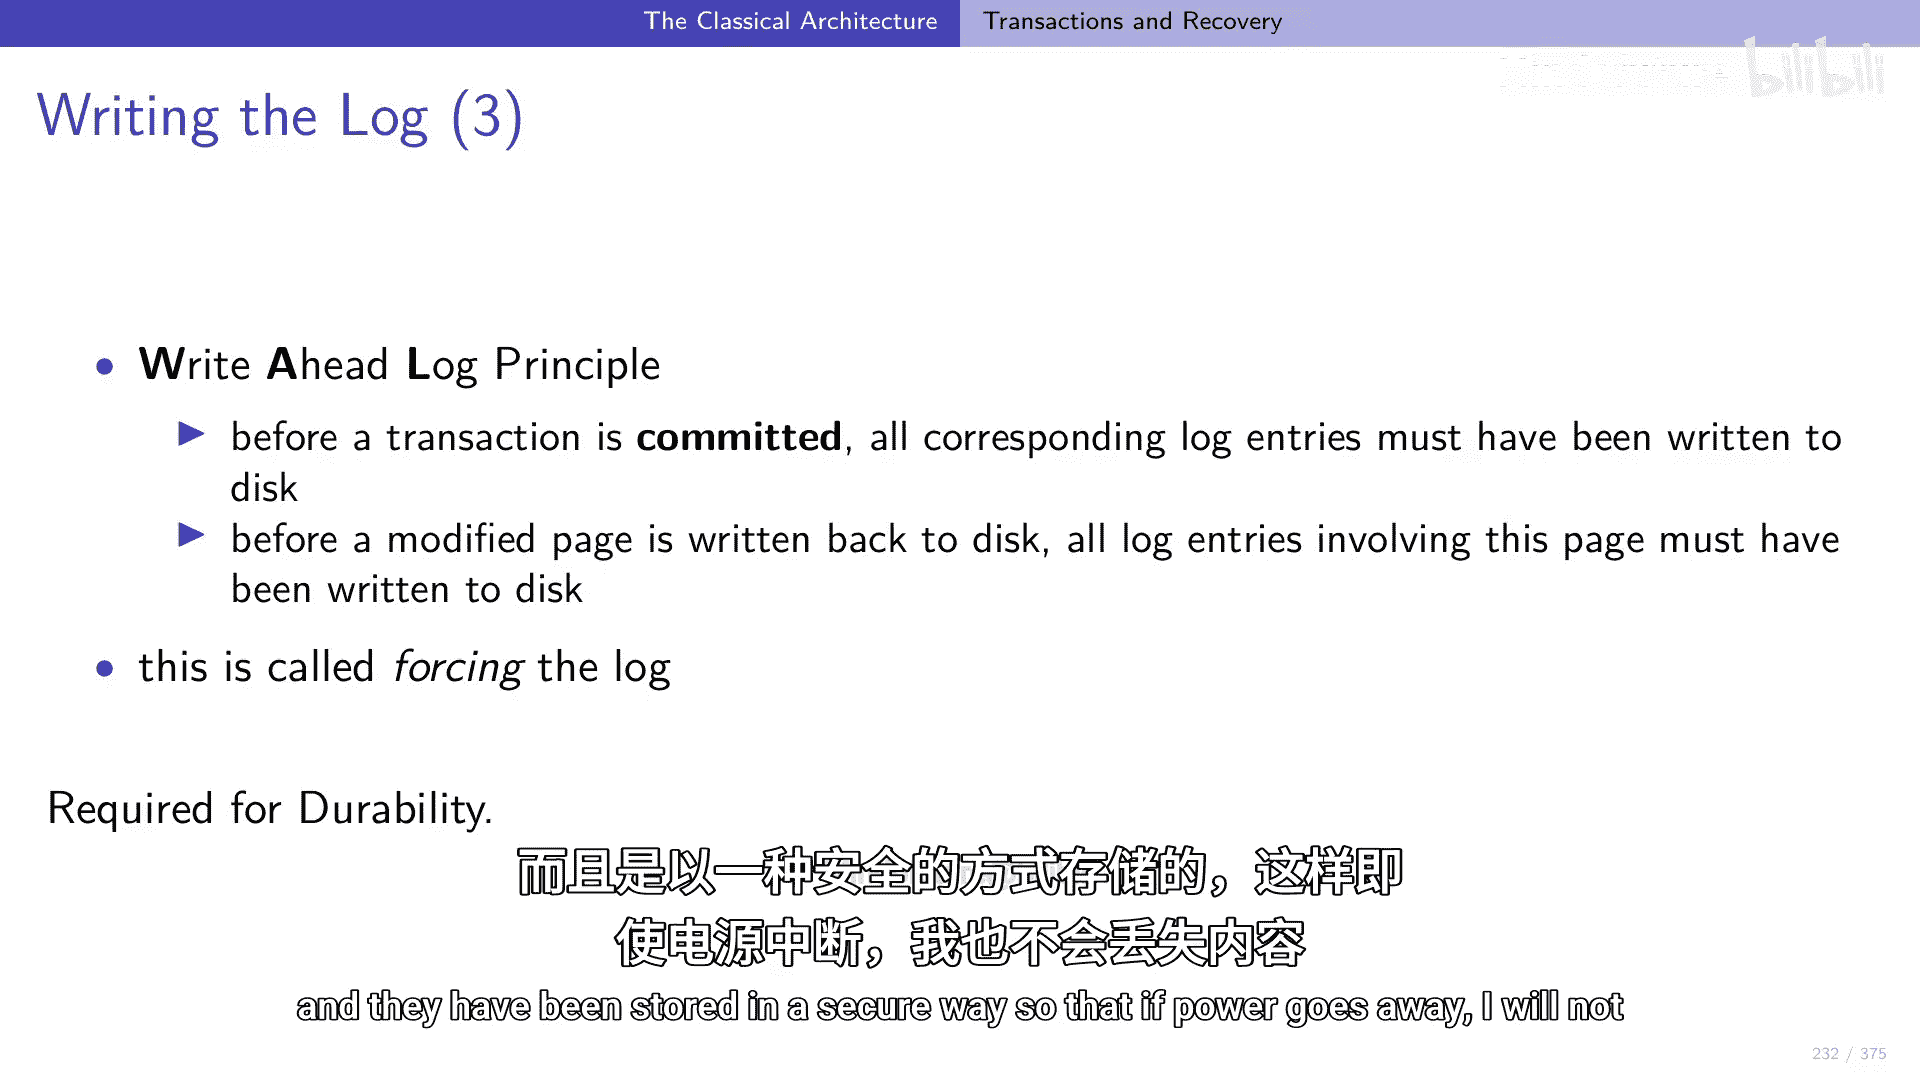 The Classical Architecture Transactions and Recovery
bilibili
Writing the Log (3)
• Write Ahead Log Principle
▶ before a transaction is committed, all corresponding log entries must have been written to
disk
▶ before a modified page is written back to disk, all log entries involving this page must have
been written to disk
• this is called forcing the log
Required for Durability.
而且是以一种安全的方式存储的，这样即
使电源中断，我也不会丢失内容
and they have been stored in a secure way so that if power goes away, I will not
232 / 375